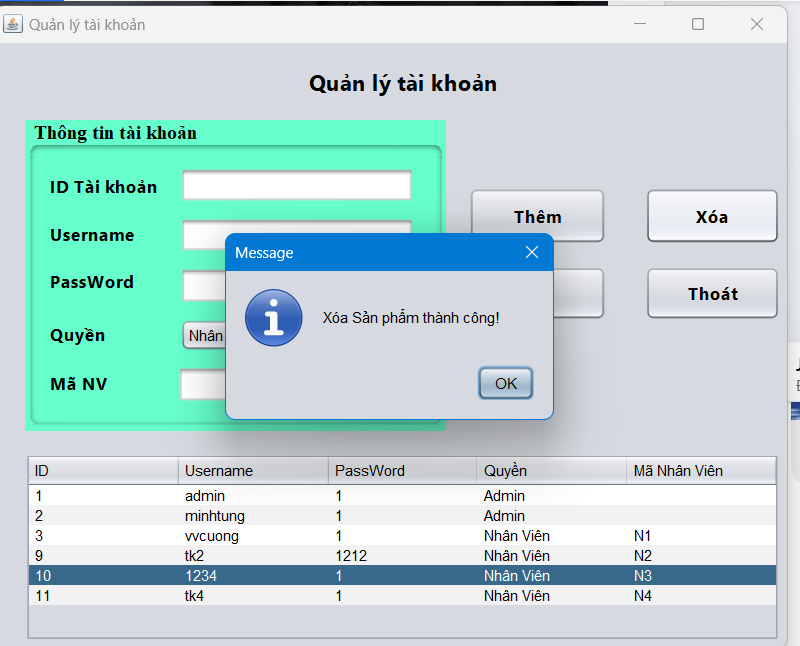 Quản lý tài khoản
Quản lý tài khoản
Thông tin tài khoản
ID Tài khoản
Username
PassWord
Quyền
Nhân
Mã NV
Thêm
Xóa
Thoát
Message
Xóa Sản phẩm thành công!
OK
ID Username PassWord Quyền Mã Nhân Viên
1 admin 1 Admin
2 minhtung 1 Admin
3 vvcuong 1 Nhân Viên N1
9 tk2 1212 Nhân Viên N2
10 1234 1 Nhân Viên N3
11 tk4 1 Nhân Viên N4